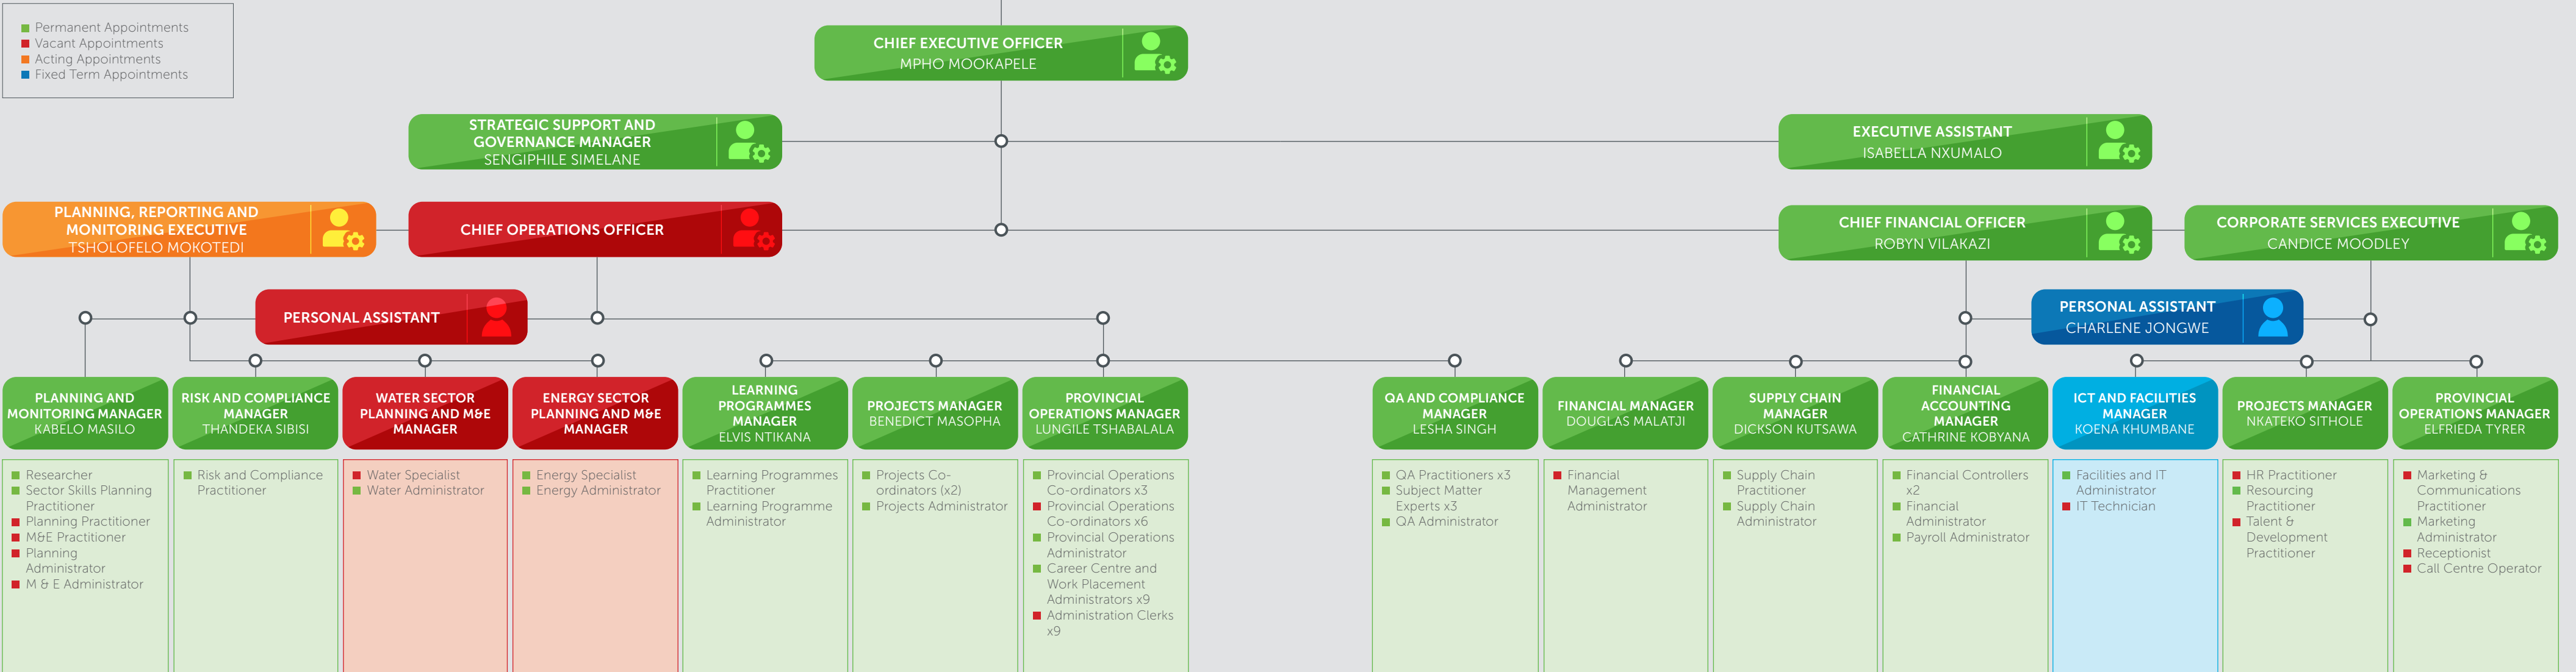 Permanent Appointments
Vacant Appointments
Acting Appointments
Fixed Term Appointments
CHIEF EXECUTIVE OFFICER
MPHO MOOKAPELE
STRATEGIC SUPPORT AND
GOVERNANCE MANAGER
SENGIPHILE SIMELANE
EXECUTIVE ASSISTANT
ISABELLA NXUMALO
PLANNING, REPORTING AND
MONITORING EXECUTIVE
TSHOLOFELO MOKOTEDI
CHIEF OPERATIONS OFFICER
CHIEF FINANCIAL OFFICER
ROBYN VILAKAZI
CORPORATE SERVICES EXECUTIVE
CANDICE MOODLEY
PERSONAL ASSISTANT
PERSONAL ASSISTANT
CHARLENE JONGWE
PLANNING AND
MONITORING MANAGER
KABELO MASILO
RISK AND COMPLIANCE
MANAGER
THANDEKA SIBISI
WATER SECTOR
PLANNING AND M&E
MANAGER
ENERGY SECTOR
PLANNING AND M&E
MANAGER
LEARNING
PROGRAMMES
MANAGER
ELVIS NTIKANA
PROJECTS MANAGER
BENEDICT MASOPHA
PROVINCIAL
OPERATIONS MANAGER
LUNGILE TSHABALALA
QA AND COMPLIANCE
MANAGER
LESHA SINGH
FINANCIAL MANAGER
DOUGLAS MALATJI
SUPPLY CHAIN
MANAGER
DICKSON KUTSAWA
FINANCIAL
ACCOUNTING
MANAGER
CATHRINE KOBYANA
ICT AND FACILITIES
MANAGER
KOENA KHUMBANE
PROJECTS MANAGER
NKATEKO SITHOLE
PROVINCIAL
OPERATIONS MANAGER
ELFRIEDA TYRER
Researcher
Sector Skills Planning
Practitioner
Planning Practitioner
M&E Practitioner
Planning
Administrator
M & E Administrator
Risk and Compliance
Practitioner
Water Specialist
Water Administrator
Energy Specialist
Energy Administrator
Learning Programmes
Practitioner
Learning Programme
Administrator
Projects Co-
ordinators (x2)
Projects Administrator
Provincial Operations
Co-ordinators x3
Provincial Operations
Co-ordinators x6
Provincial Operations
Administrator
Career Centre and
Work Placement
Administrators x9
Administration Clerks
x9
QA Practitioners x3
Subject Matter
Experts x3
QA Administrator
Financial
Management
Administrator
Supply Chain
Practitioner
Supply Chain
Administrator
Financial Controllers
x2
Financial
Administrator
Payroll Administrator
Facilities and IT
Administrator
IT Technician
HR Practitioner
Resourcing
Practitioner
Talent &
Development
Practitioner
Marketing &
Communications
Practitioner
Marketing
Administrator
Receptionist
Call Centre Operator